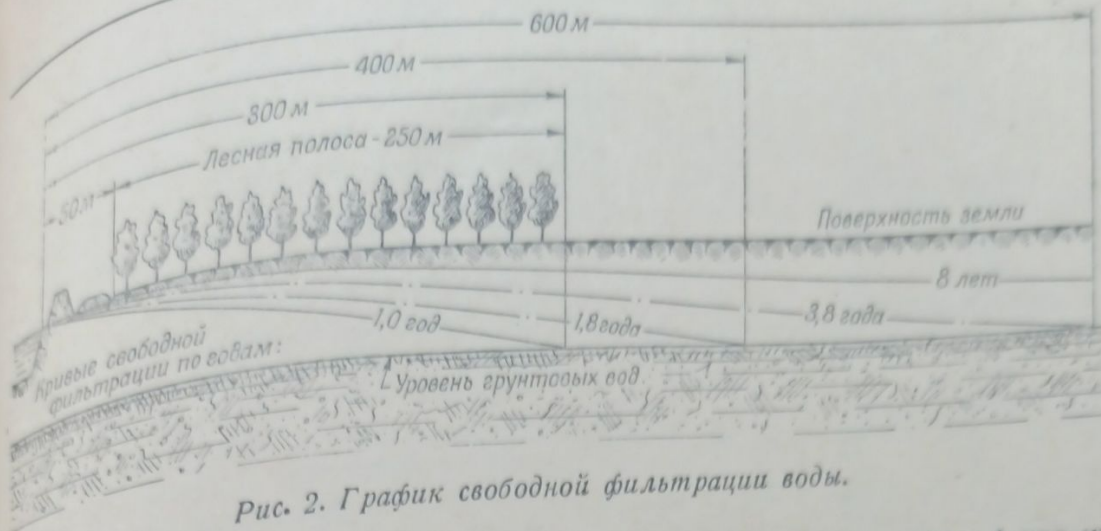 600 м
400 м
300 м
Лесная полоса - 250 м
50 м
Поверхность земли
8 лет
1,0 год
1,8 года
3,8 года
Кривые свободной
фильтрации по годам:
Уровень грунтовых вод
Рис. 2. График свободной фильтрации воды.